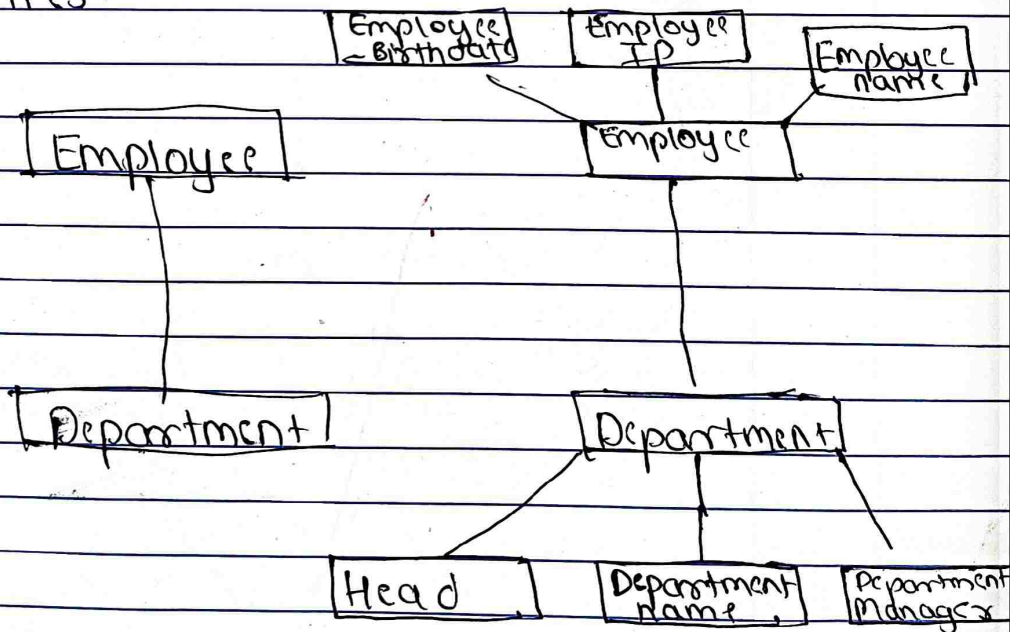 Employee
- Birthdate
Employee
ID
Employee
name
Employee
Employee
Department
Department
Head
Department
name
Department
Manager